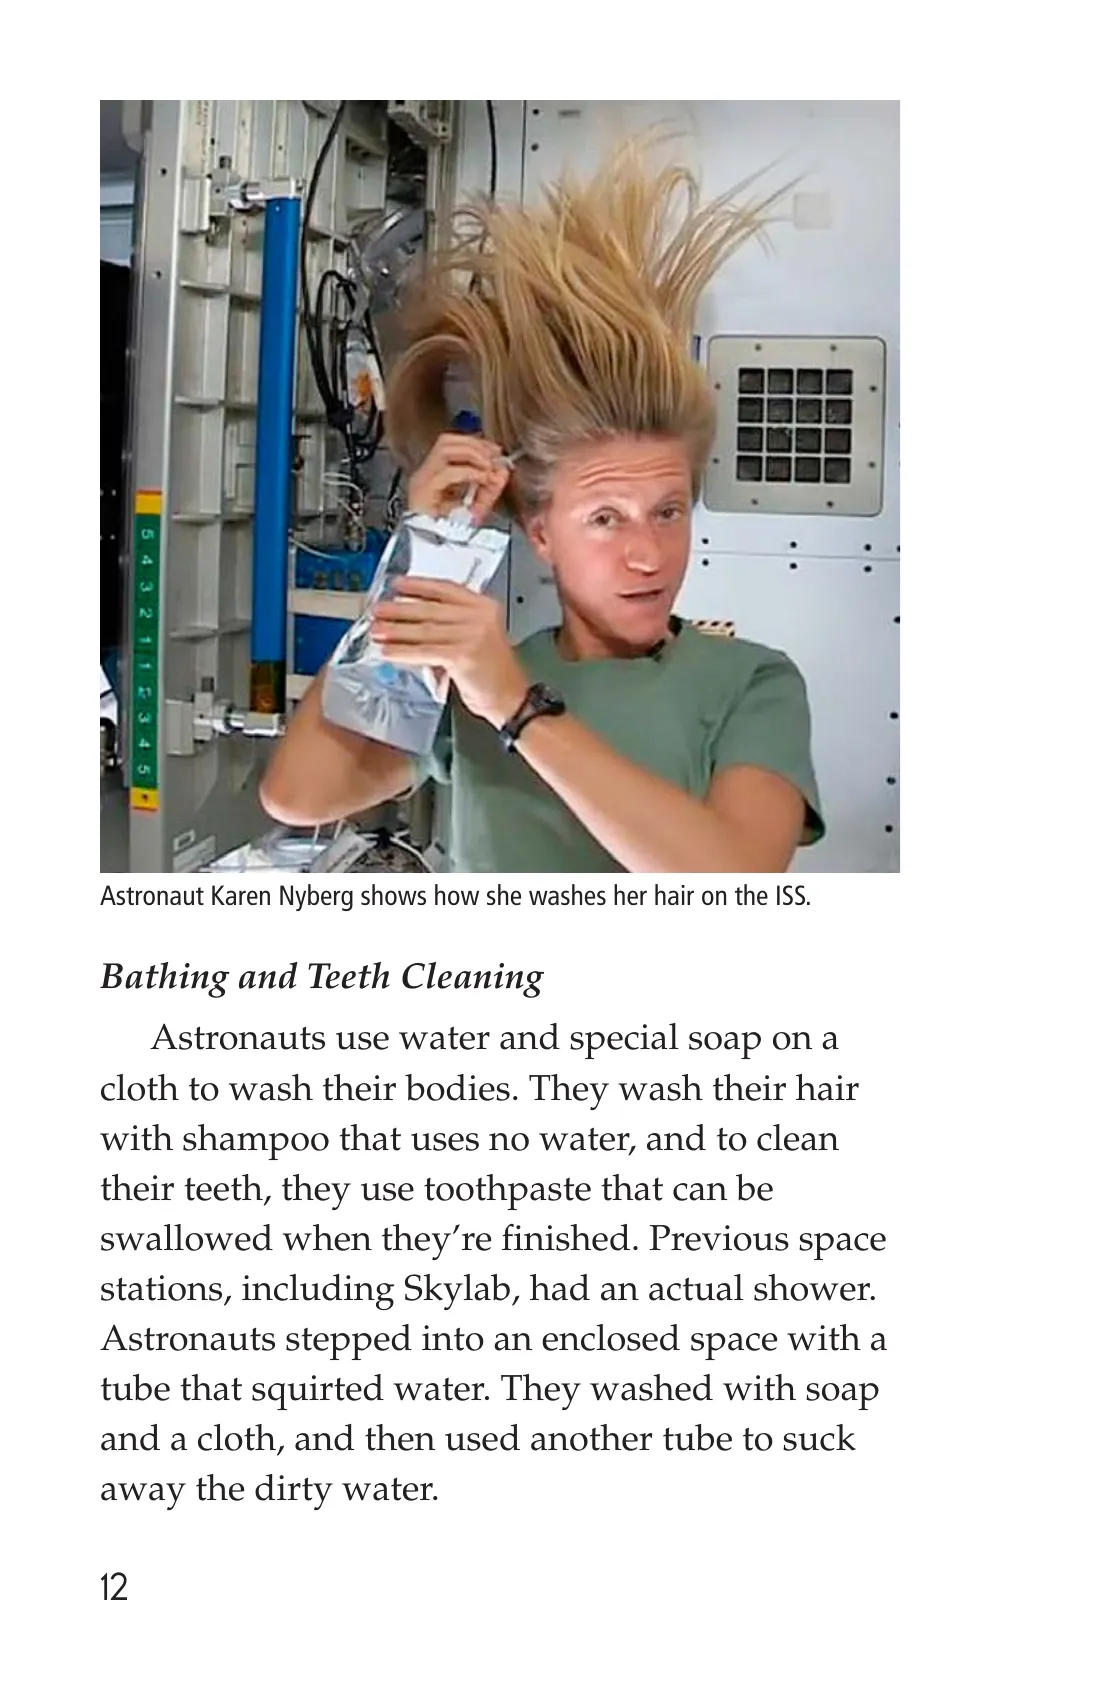 5
4
3
2
1
1
2
3
4
5
Astronaut Karen Nyberg shows how she washes her hair on the ISS.
Bathing and Teeth Cleaning
Astronauts use water and special soap on a
cloth to wash their bodies. They wash their hair
with shampoo that uses no water, and to clean
their teeth, they use toothpaste that can be
swallowed when they’re finished. Previous space
stations, including Skylab, had an actual shower.
Astronauts stepped into an enclosed space with a
tube that squirted water. They washed with soap
and a cloth, and then used another tube to suck
away the dirty water.
12